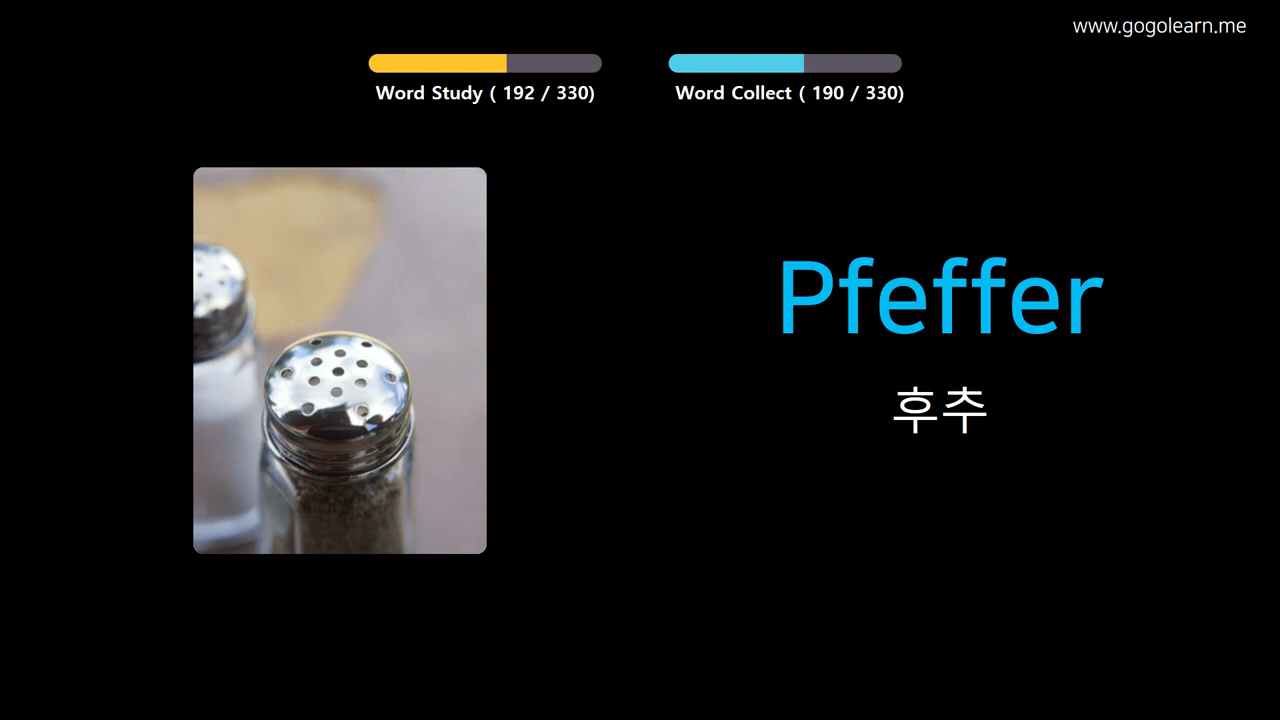 www.gogolearn.me
Word Study ( 192 / 330)
Word Collect ( 190 / 330)
Pfeffer
후추